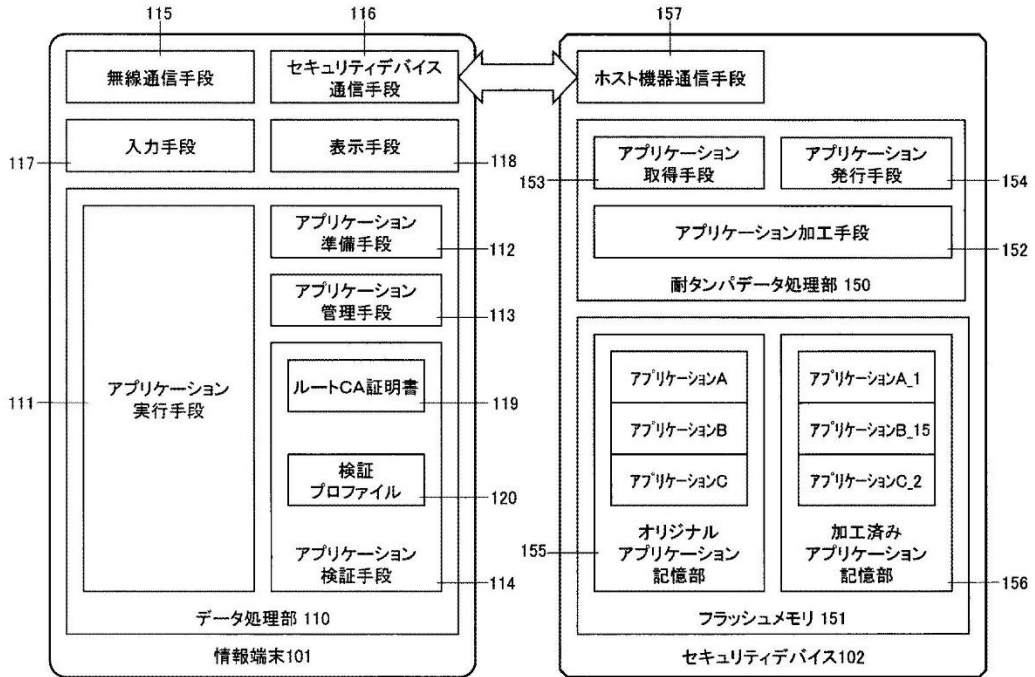 115
116
157
無線通信手段
セキュリティデバイス
通信手段
ホスト機器通信手段
117
入力手段
表示手段
118
アプリケーション
取得手段
153
アプリケーション
発行手段
154
アプリケーション加工手段
152
耐タンパデータ処理部 150
111
アプリケーション
実行手段
アプリケーション
準備手段
112
アプリケーション
管理手段
113
ルートCA証明書
119
検証
プロファイル
120
アプリケーション
検証手段
114
データ処理部 110
情報端末101
アプリケーションA
アプリケーションB
アプリケーションC
オリジナル
アプリケーション
記憶部
155
アプリケーションA_1
アプリケーションB_15
アプリケーションC_2
加工済み
アプリケーション
記憶部
156
フラッシュメモリ 151
セキュリティデバイス102